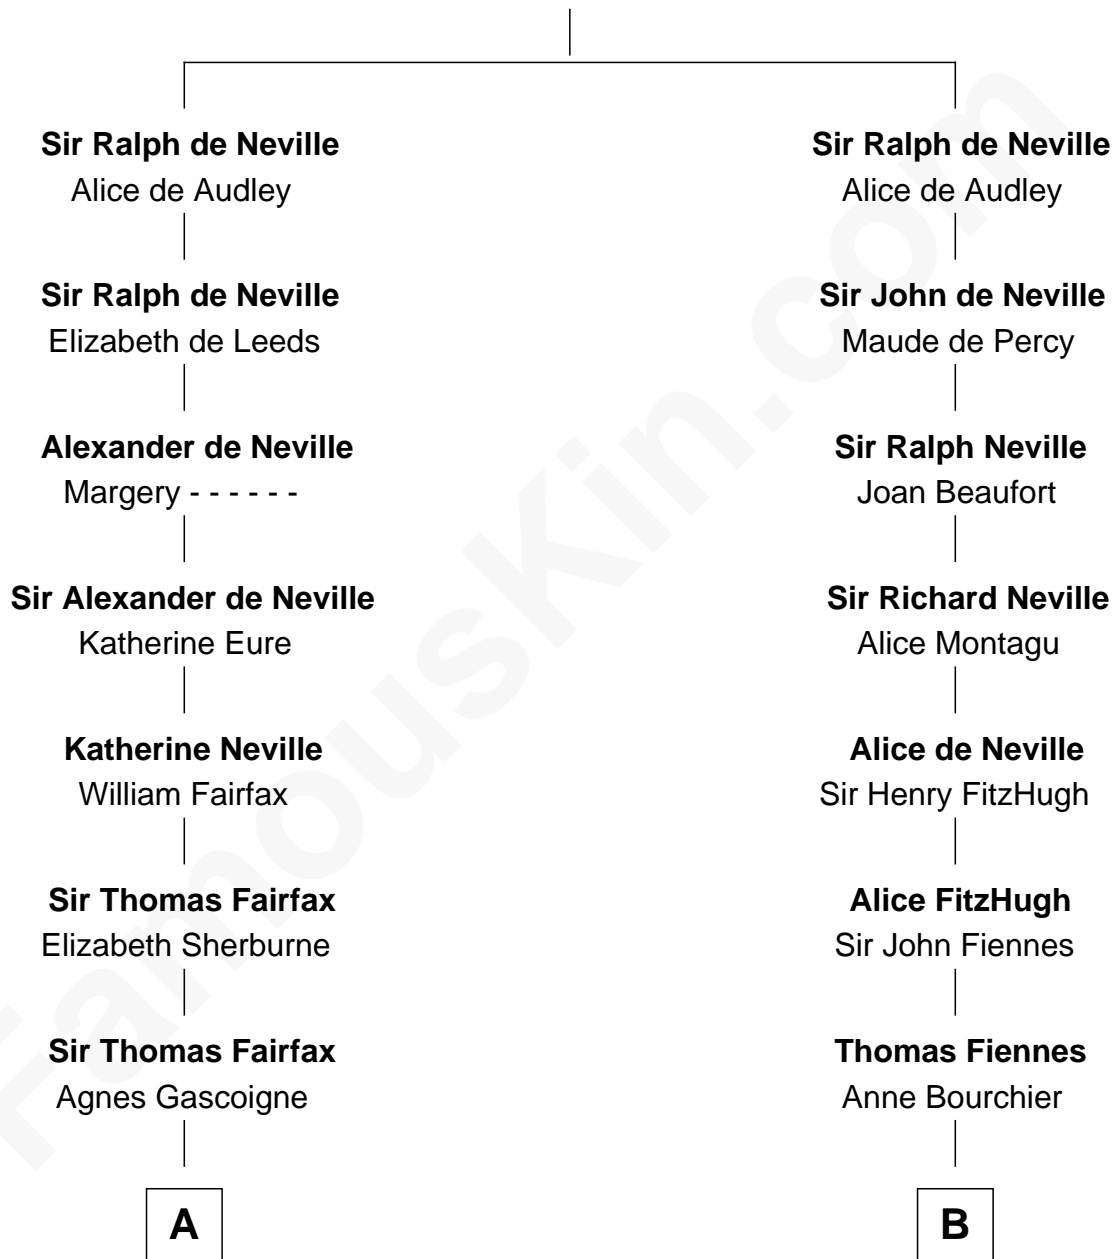 Sir Ralph de Neville
Alice de Audley
Sir Ralph de Neville
Elizabeth de Leeds
Alexander de Neville
Margery - - - - - -
Sir Alexander de Neville
Katherine Eure
Katherine Neville
William Fairfax
Sir Thomas Fairfax
Elizabeth Sherburne
Sir Thomas Fairfax
Agnes Gascoigne
A
Sir Ralph de Neville
Alice de Audley
Sir John de Neville
Maude de Percy
Sir Ralph Neville
Joan Beaufort
Sir Richard Neville
Alice Montagu
Alice de Neville
Sir Henry FitzHugh
Alice FitzHugh
Sir John Fiennes
Thomas Fiennes
Anne Bourchier
B
FamousKin.com